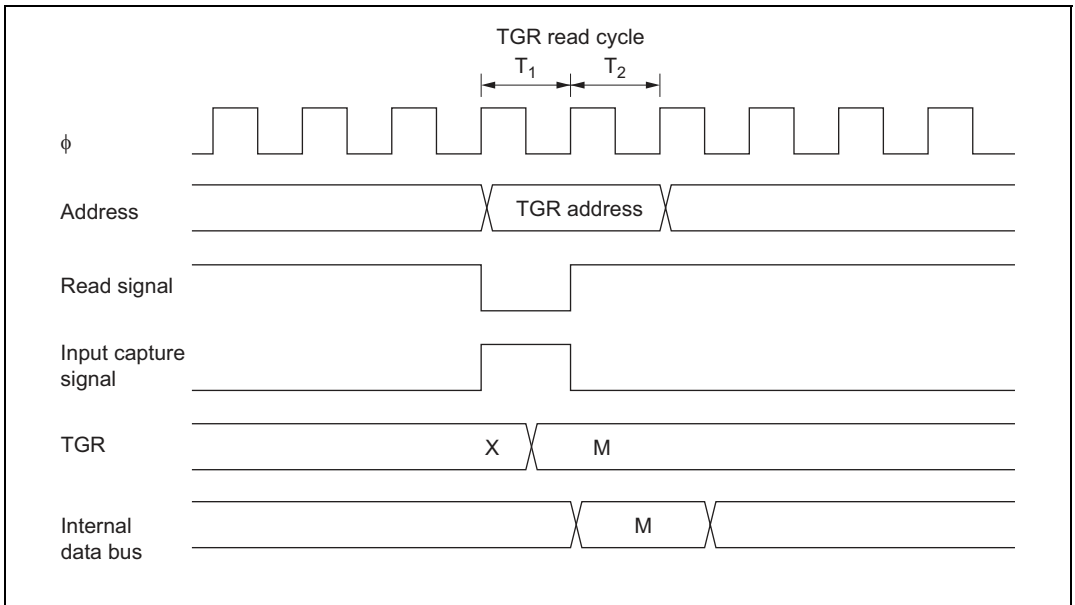 TGR read cycle
T₁ T₂
ϕ
Address
TGR address
Read signal
Input capture
signal
TGR
X M
Internal
data bus
M